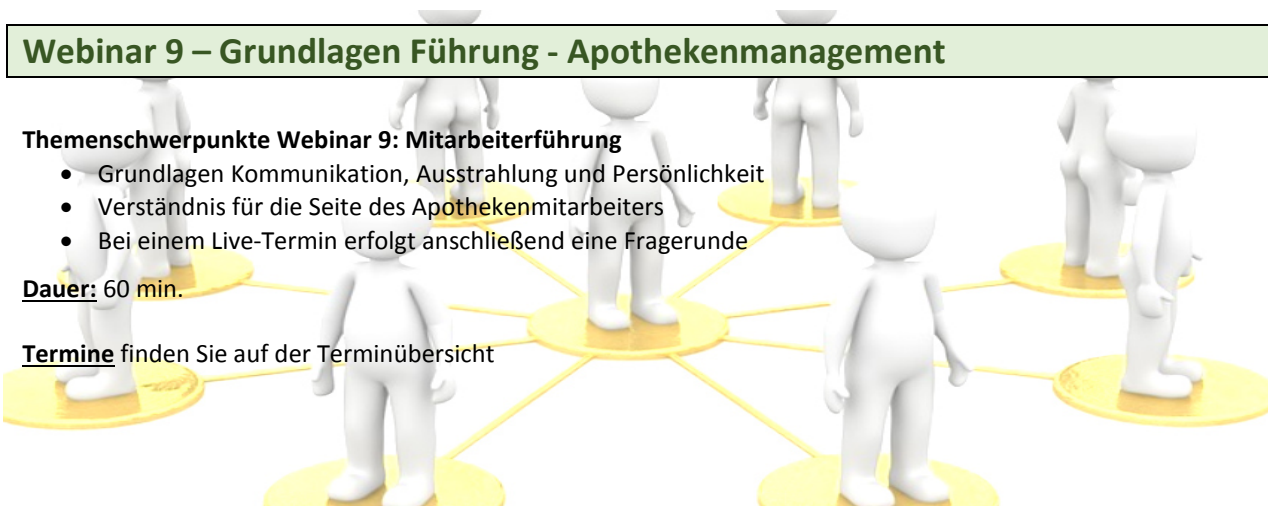 Webinar 9 – Grundlagen Führung - Apothekenmanagement
Themenschwerpunkte Webinar 9: Mitarbeiterführung
• Grundlagen Kommunikation, Ausstrahlung und Persönlichkeit
• Verständnis für die Seite des Apothekenmitarbeiters
• Bei einem Live-Termin erfolgt anschließend eine Fragerunde
Dauer: 60 min.
Termine finden Sie auf der Terminübersicht